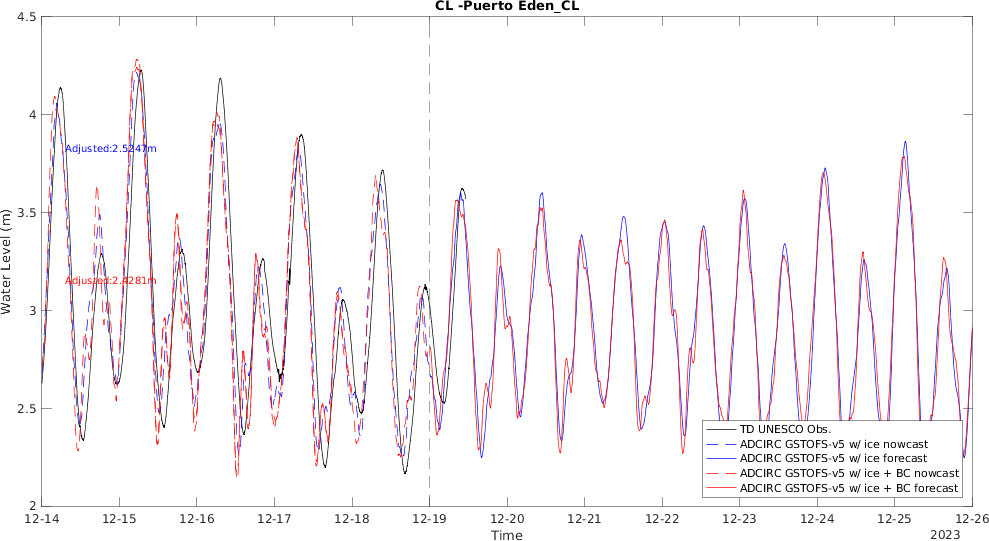 CL -Puerto Eden_CL
4.5
4
3.5
3
2.5
2
Water Level (m)
Adjusted:2.5247m
Adjusted:2.4281m
TD UNESCO Obs.
ADCIRC GSTOFS-v5 w/ ice nowcast
ADCIRC GSTOFS-v5 w/ ice forecast
ADCIRC GSTOFS-v5 w/ ice + BC nowcast
ADCIRC GSTOFS-v5 w/ ice + BC forecast
12-14 12-15 12-16 12-17 12-18 12-19 12-20 12-21 12-22 12-23 12-24 12-25 12-26
Time
2023